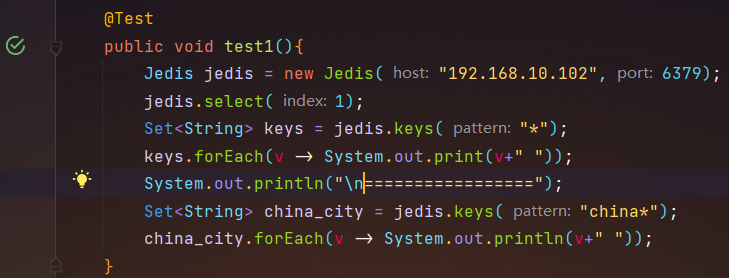 @Test
public void test1(){
Jedis jedis = new Jedis( host: "192.168.10.102", port: 6379);
jedis.select( index: 1);
Set<String> keys = jedis.keys( pattern: "*");
keys.forEach(v → System.out.print(v+" "));
System.out.println("\n=================");
Set<String> china_city = jedis.keys( pattern: "china*");
china_city.forEach(v → System.out.println(v+" "));
}